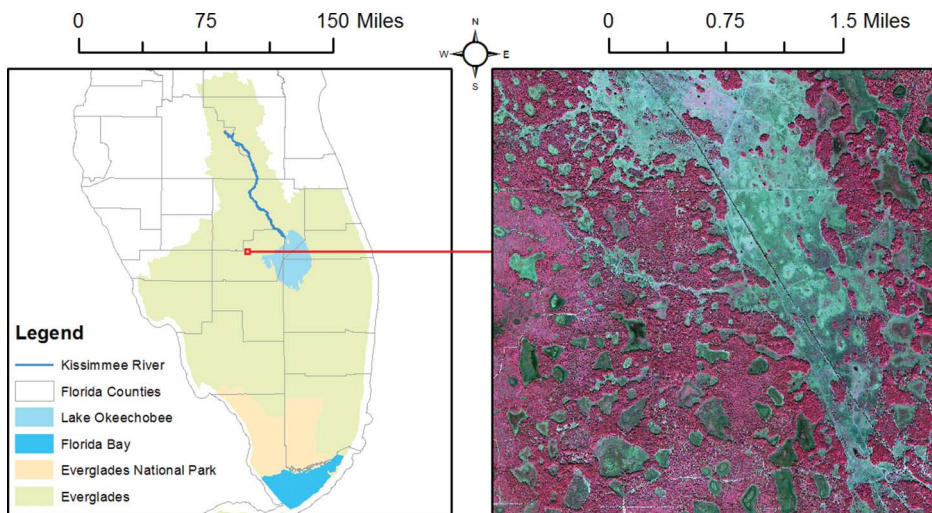 0 75 150 Miles
N
W E
S
0 0.75 1.5 Miles
Legend
Kissimmee River
Florida Counties
Lake Okeechobee
Florida Bay
Everglades National Park
Everglades